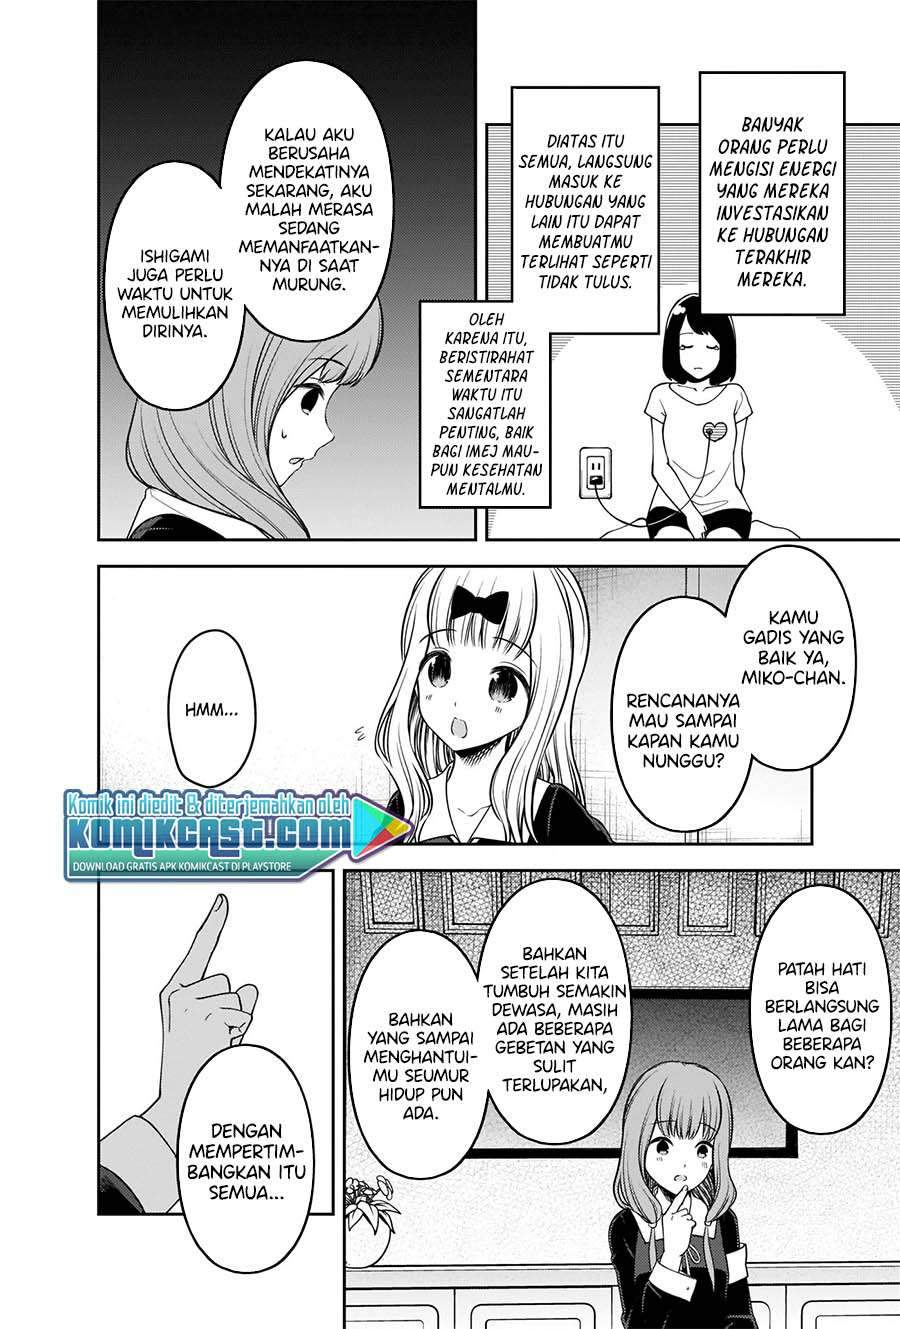 BANYAK
ORANG PERLU
MENGISI ENERGI
YANG MEREKA
INVESTASIKAN
KE HUBUNGAN
TERAKHIR
MEREKA.
DIATAS ITU
SEMUA, LANGSUNG
MASUK KE
HUBUNGAN YANG
LAIN ITU DAPAT
MEMBUATMU
TERLIHAT SEPERTI
TIDAK TULUS.
OLEH
KARENA ITU,
BERISTIRAHAT
SEMENTARA
WAKTU ITU
SANGATLAH
PENTING, BAIK
BAGI IMEJ MAU-
PUN KESEHATAN
MENTALMU.
KALAU AKU
BERUSAHA
MENDEKATINYA
SEKARANG, AKU
MALAH MERASA
SEDANG
MEMANFAATKAN-
NYA DI SAAT
MURUNG.
ISHIGAMI
JUGA PERLU
WAKTU UNTUK
MEMULIHKAN
DIRINYA.
KAMU
GADIS YANG
BAIK YA,
MIKO-CHAN.
RENCANANYA
MAU SAMPAI
KAPAN KAMU
NUNGGU?
HMM...
Komik ini diedit & diterjemahkan oleh
KOMIKCAST.COM
DOWNLOAD GRATIS APK KOMIKCAST DI PLAYSTORE
PATAH HATI
BISA
BERLANGSUNG
LAMA BAGI
BEBERAPA
ORANG KAN?
BAHKAN
SETELAH KITA
TUMBUH SEMAKIN
DEWASA, MASIH
ADA BEBERAPA
GEBETAN YANG
SULIT
TERLUPAKAN,
BAHKAN
YANG SAMPAI
MENGHANTUI-
MU SEUMUR
HIDUP PUN
ADA.
DENGAN
MEMPERTIM-
BANGKAN ITU
SEMUA...